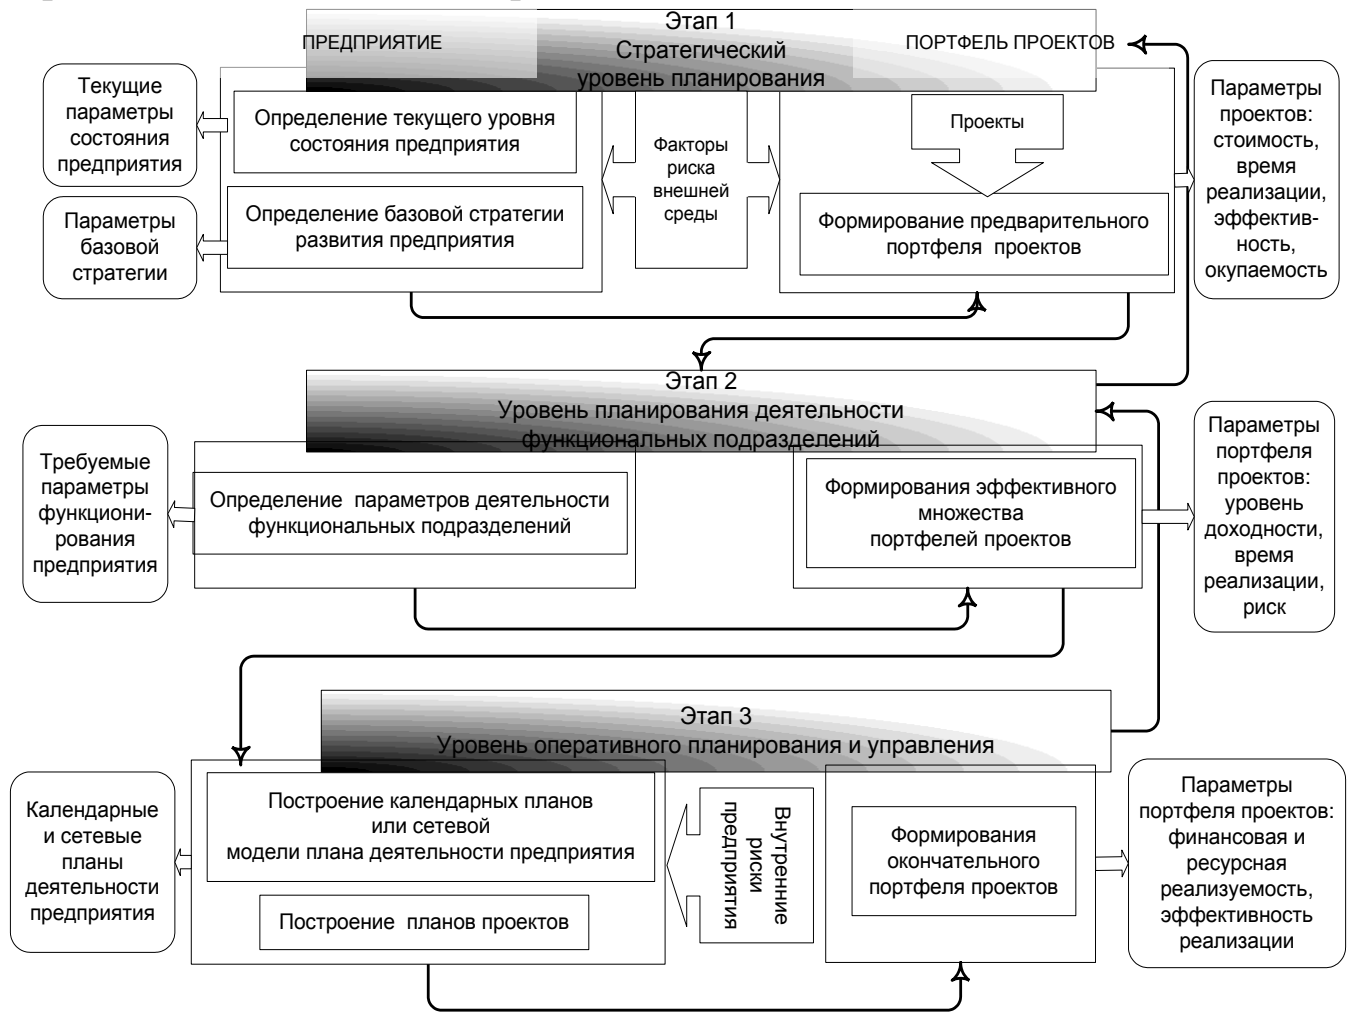 Этап 1
Стратегический
уровень планирования
ПРЕДПРИЯТИЕ
ПОРТФЕЛЬ ПРОЕКТОВ
Текущие
параметры
состояния
предприятия
Параметры
базовой
стратегии
Определение текущего уровня
состояния предприятия
Определение базовой стратегии
развития предприятия
Факторы
риска
внешней
среды
Проекты
Формирование предварительного
портфеля проектов
Параметры
проектов:
стоимость,
время
реализации,
эффектив-
ность,
окупаемость
Этап 2
Уровень планирования деятельности
функциональных подразделений
Требуемые
параметры
функциони-
рования
предприятия
Определение параметров деятельности
функциональных подразделений
Формирования эффективного
множества
портфелей проектов
Параметры
портфеля
проектов:
уровень
доходности,
время
реализации,
риск
Этап 3
Уровень оперативного планирования и управления
Календарные
и сетевые
планы
деятельности
предприятия
Построение календарных планов
или сетевой
модели плана деятельности предприятия
Построение планов проектов
Внутренние
риски
предприятия
Формирования
окончательного
портфеля проектов
Параметры
портфеля проектов:
финансовая и
ресурсная
реализуемость,
эффективность
реализации